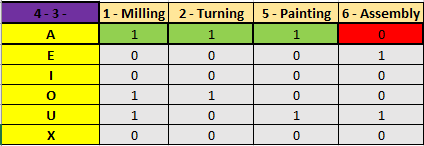 4 - 3 - 1 - Milling 2 - Turning 5 - Painting 6 - Assembly
A 1 1 1 0
E 0 0 0 1
I 0 0 0 0
O 1 1 0 0
U 1 0 1 1
X 0 0 0 0